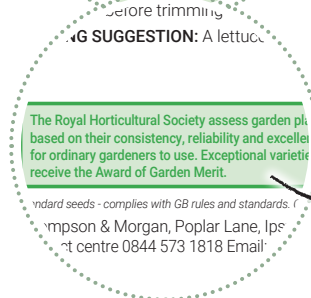 before trimming
NG SUGGESTION: A lettuc
The Royal Horticultural Society assess garden pla
based on their consistency, reliability and excellen
for ordinary gardeners to use. Exceptional varietie
receive the Award of Garden Merit.
ndard seeds - complies with GB rules and standards. (
mpson & Morgan, Poplar Lane, Ips
ct centre 0844 573 1818 Email: